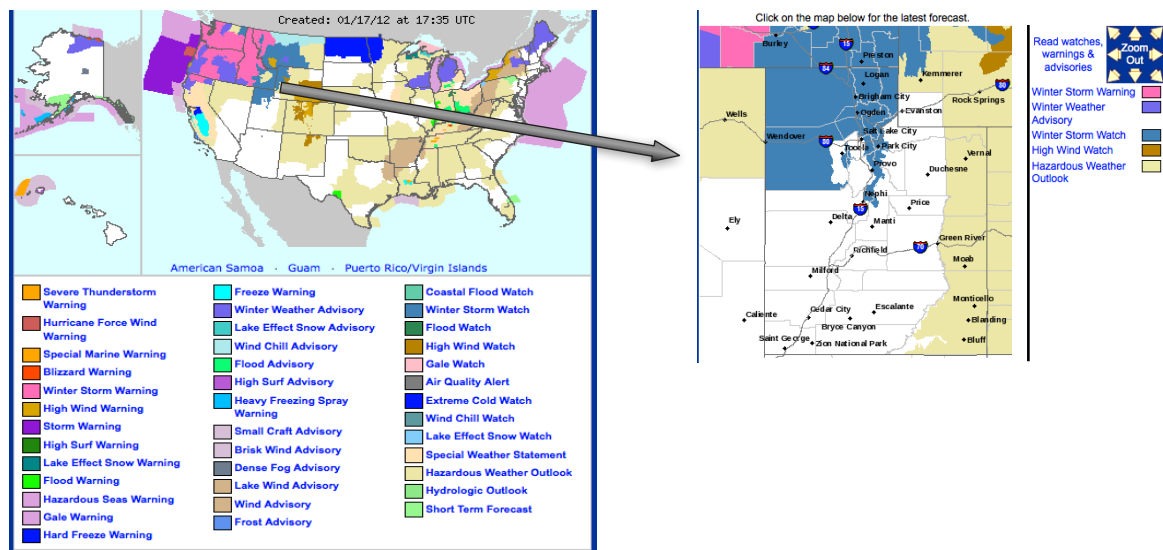 Created: 01/17/12 at 17:35 UTC
American Samoa · Guam · Puerto Rico/Virgin Islands
Severe Thunderstorm
Warning
Hurricane Force Wind
Warning
Special Marine Warning
Blizzard Warning
Winter Storm Warning
High Wind Warning
Storm Warning
High Surf Warning
Lake Effect Snow Warning
Flood Warning
Hazardous Seas Warning
Gale Warning
Hard Freeze Warning
Freeze Warning
Winter Weather Advisory
Lake Effect Snow Advisory
Wind Chill Advisory
Flood Advisory
High Surf Advisory
Heavy Freezing Spray
Warning
Small Craft Advisory
Brisk Wind Advisory
Dense Fog Advisory
Lake Wind Advisory
Wind Advisory
Frost Advisory
Coastal Flood Watch
Winter Storm Watch
Flood Watch
High Wind Watch
Gale Watch
Air Quality Alert
Extreme Cold Watch
Wind Chill Watch
Lake Effect Snow Watch
Special Weather Statement
Hazardous Weather Outlook
Hydrologic Outlook
Short Term Forecast
Click on the map below for the latest forecast.
Burley
15
Preston
84
Logan
Kemmerer
80
Brigham City
Rock Springs
Ogden
Evanston
Wells
Wendover
80
Salt Lake City
Tooele
Park City
Provo
Vernal
Duchesne
Nephi
15
Price
Ely
Delta
Manti
70
Green River
Richfield
Moab
Milford
Monticello
Caliente
Cedar City
Escalante
Blanding
Bryce Canyon
Saint George
Zion National Park
Bluff
Read watches,
warnings &
advisories
Zoom
Out
Winter Storm Warning
Winter Weather
Advisory
Winter Storm Watch
High Wind Watch
Hazardous Weather
Outlook